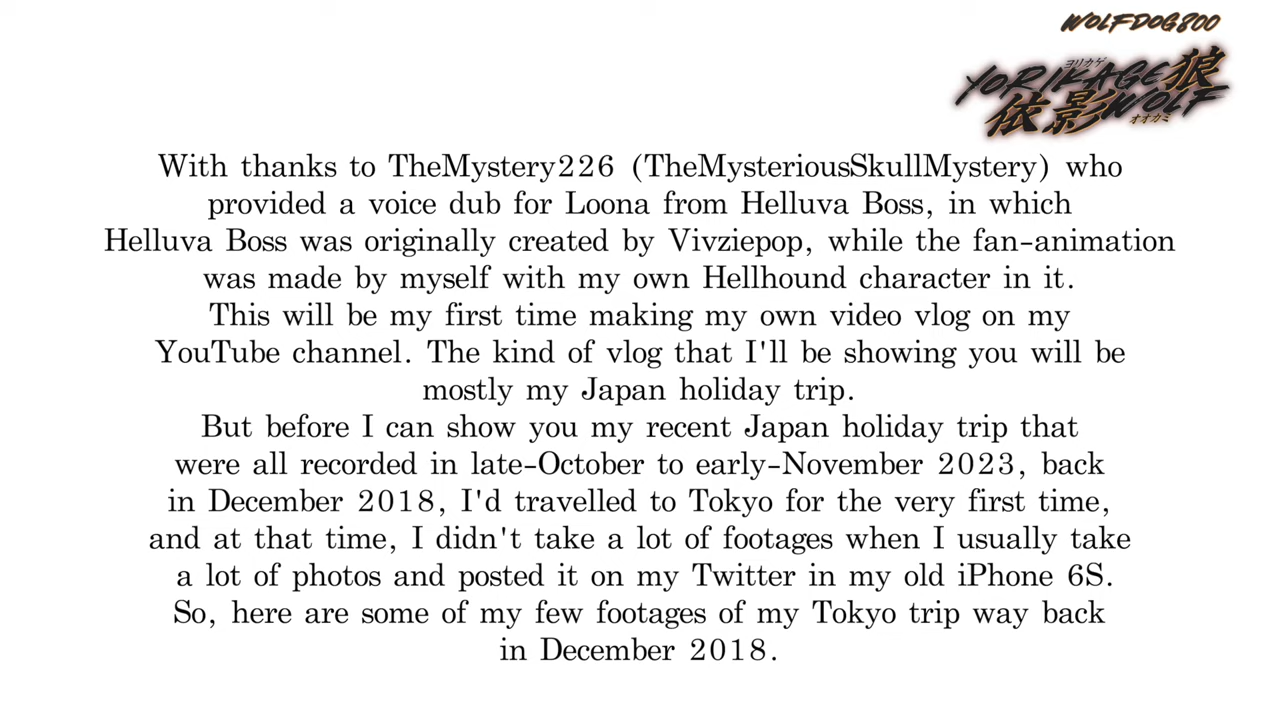 WOLFDOG800
ヨリカゲ
YORIKAGE狼
依影WOLF
オオカミ
With thanks to TheMystery226 (TheMysteriousSkullMystery) who
provided a voice dub for Loona from Helluva Boss, in which
Helluva Boss was originally created by Vivziepop, while the fan-animation
was made by myself with my own Hellhound character in it.
This will be my first time making my own video vlog on my
YouTube channel. The kind of vlog that I'll be showing you will be
mostly my Japan holiday trip.
But before I can show you my recent Japan holiday trip that
were all recorded in late-October to early-November 2023, back
in December 2018, I'd travelled to Tokyo for the very first time,
and at that time, I didn't take a lot of footages when I usually take
a lot of photos and posted it on my Twitter in my old iPhone 6S.
So, here are some of my few footages of my Tokyo trip way back
in December 2018.